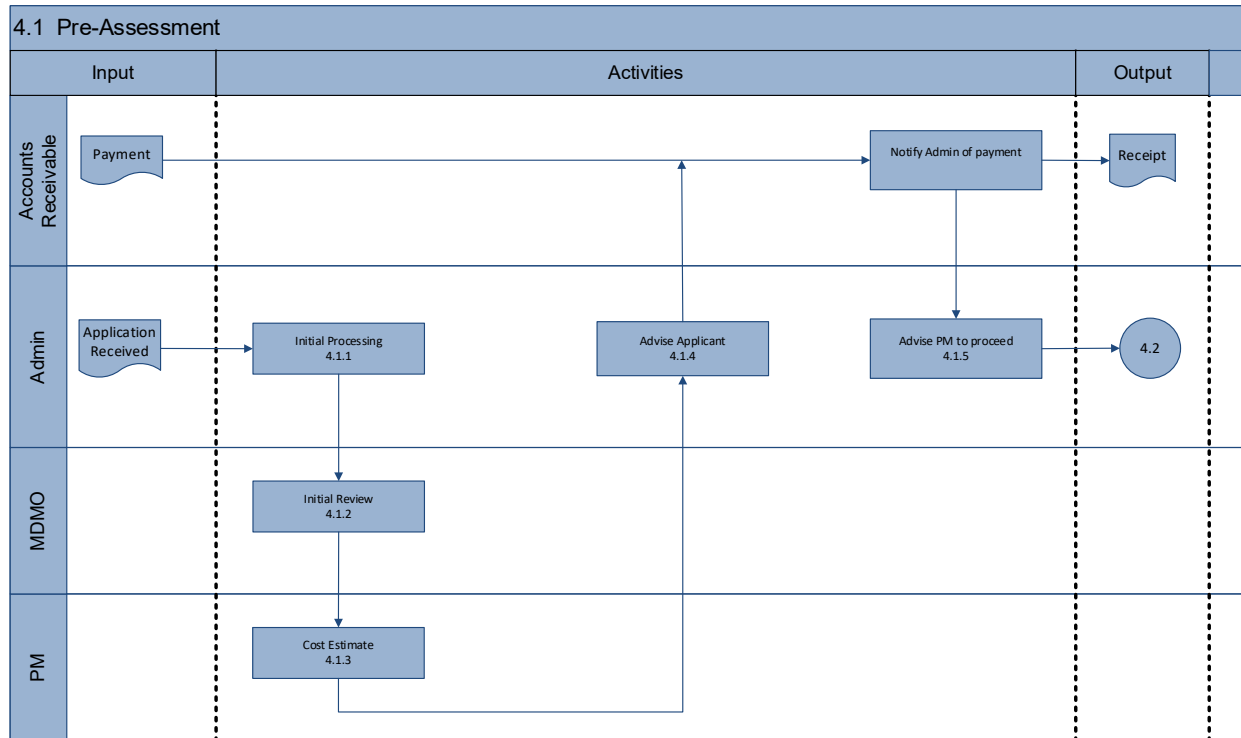 4.1 Pre-Assessment
Input
Activities
Output
Accounts
Receivable
Payment
Notify Admin of payment
Receipt
Admin
Application
Received
Initial Processing
4.1.1
Advise Applicant
4.1.4
Advise PM to proceed
4.1.5
4.2
MDMO
Initial Review
4.1.2
PM
Cost Estimate
4.1.3